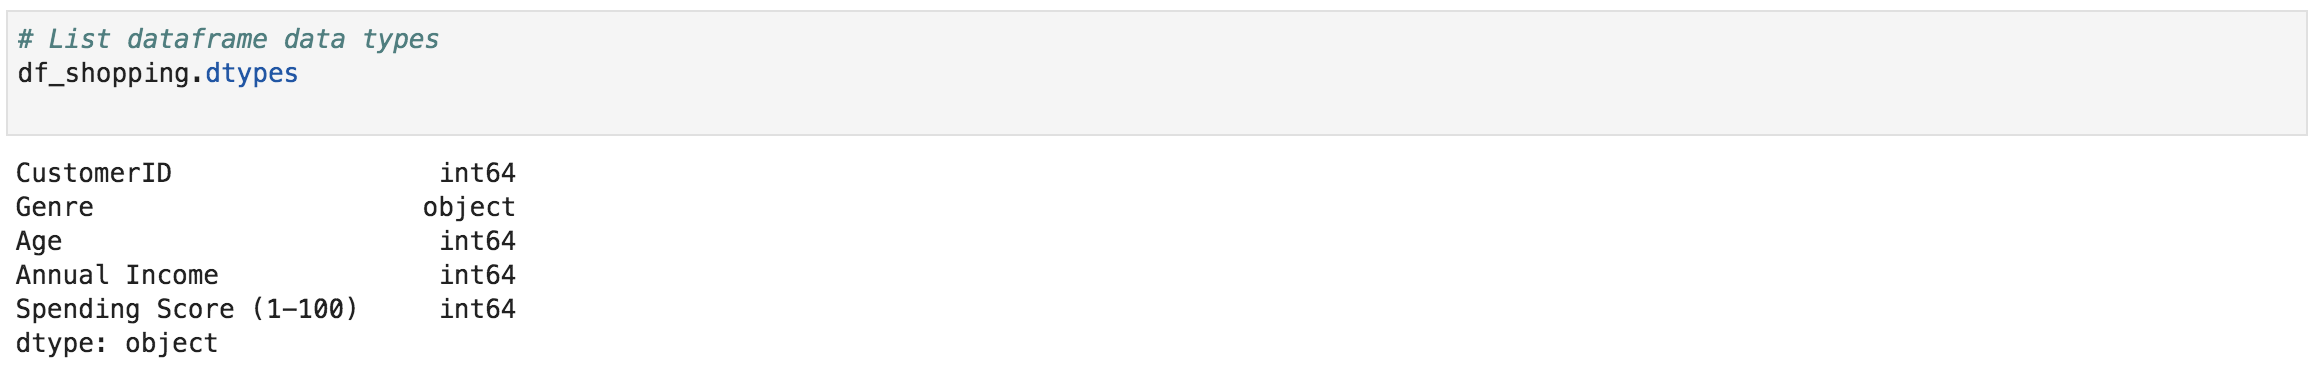 # List dataframe data types
df_shopping.dtypes
CustomerID int64
Genre object
Age int64
Annual Income int64
Spending Score (1-100) int64
dtype: object